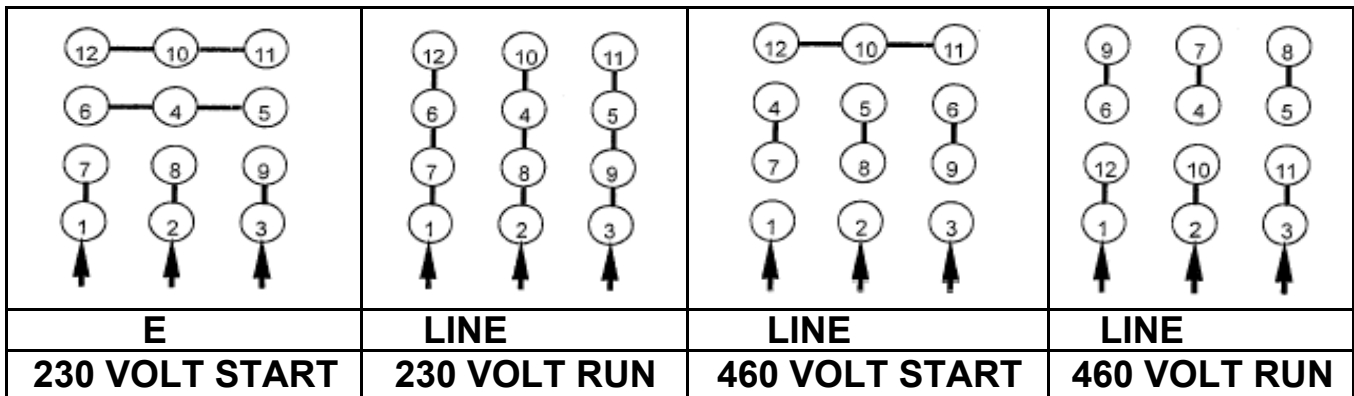 12 10 11
6 4 5
7 8 9
1 2 3
E
230 VOLT START
12 10 11
6 4 5
7 8 9
1 2 3
LINE
230 VOLT RUN
12 10 11
4 5 6
7 8 9
1 2 3
LINE
460 VOLT START
9 7 8
6 4 5
12 10 11
1 2 3
LINE
460 VOLT RUN